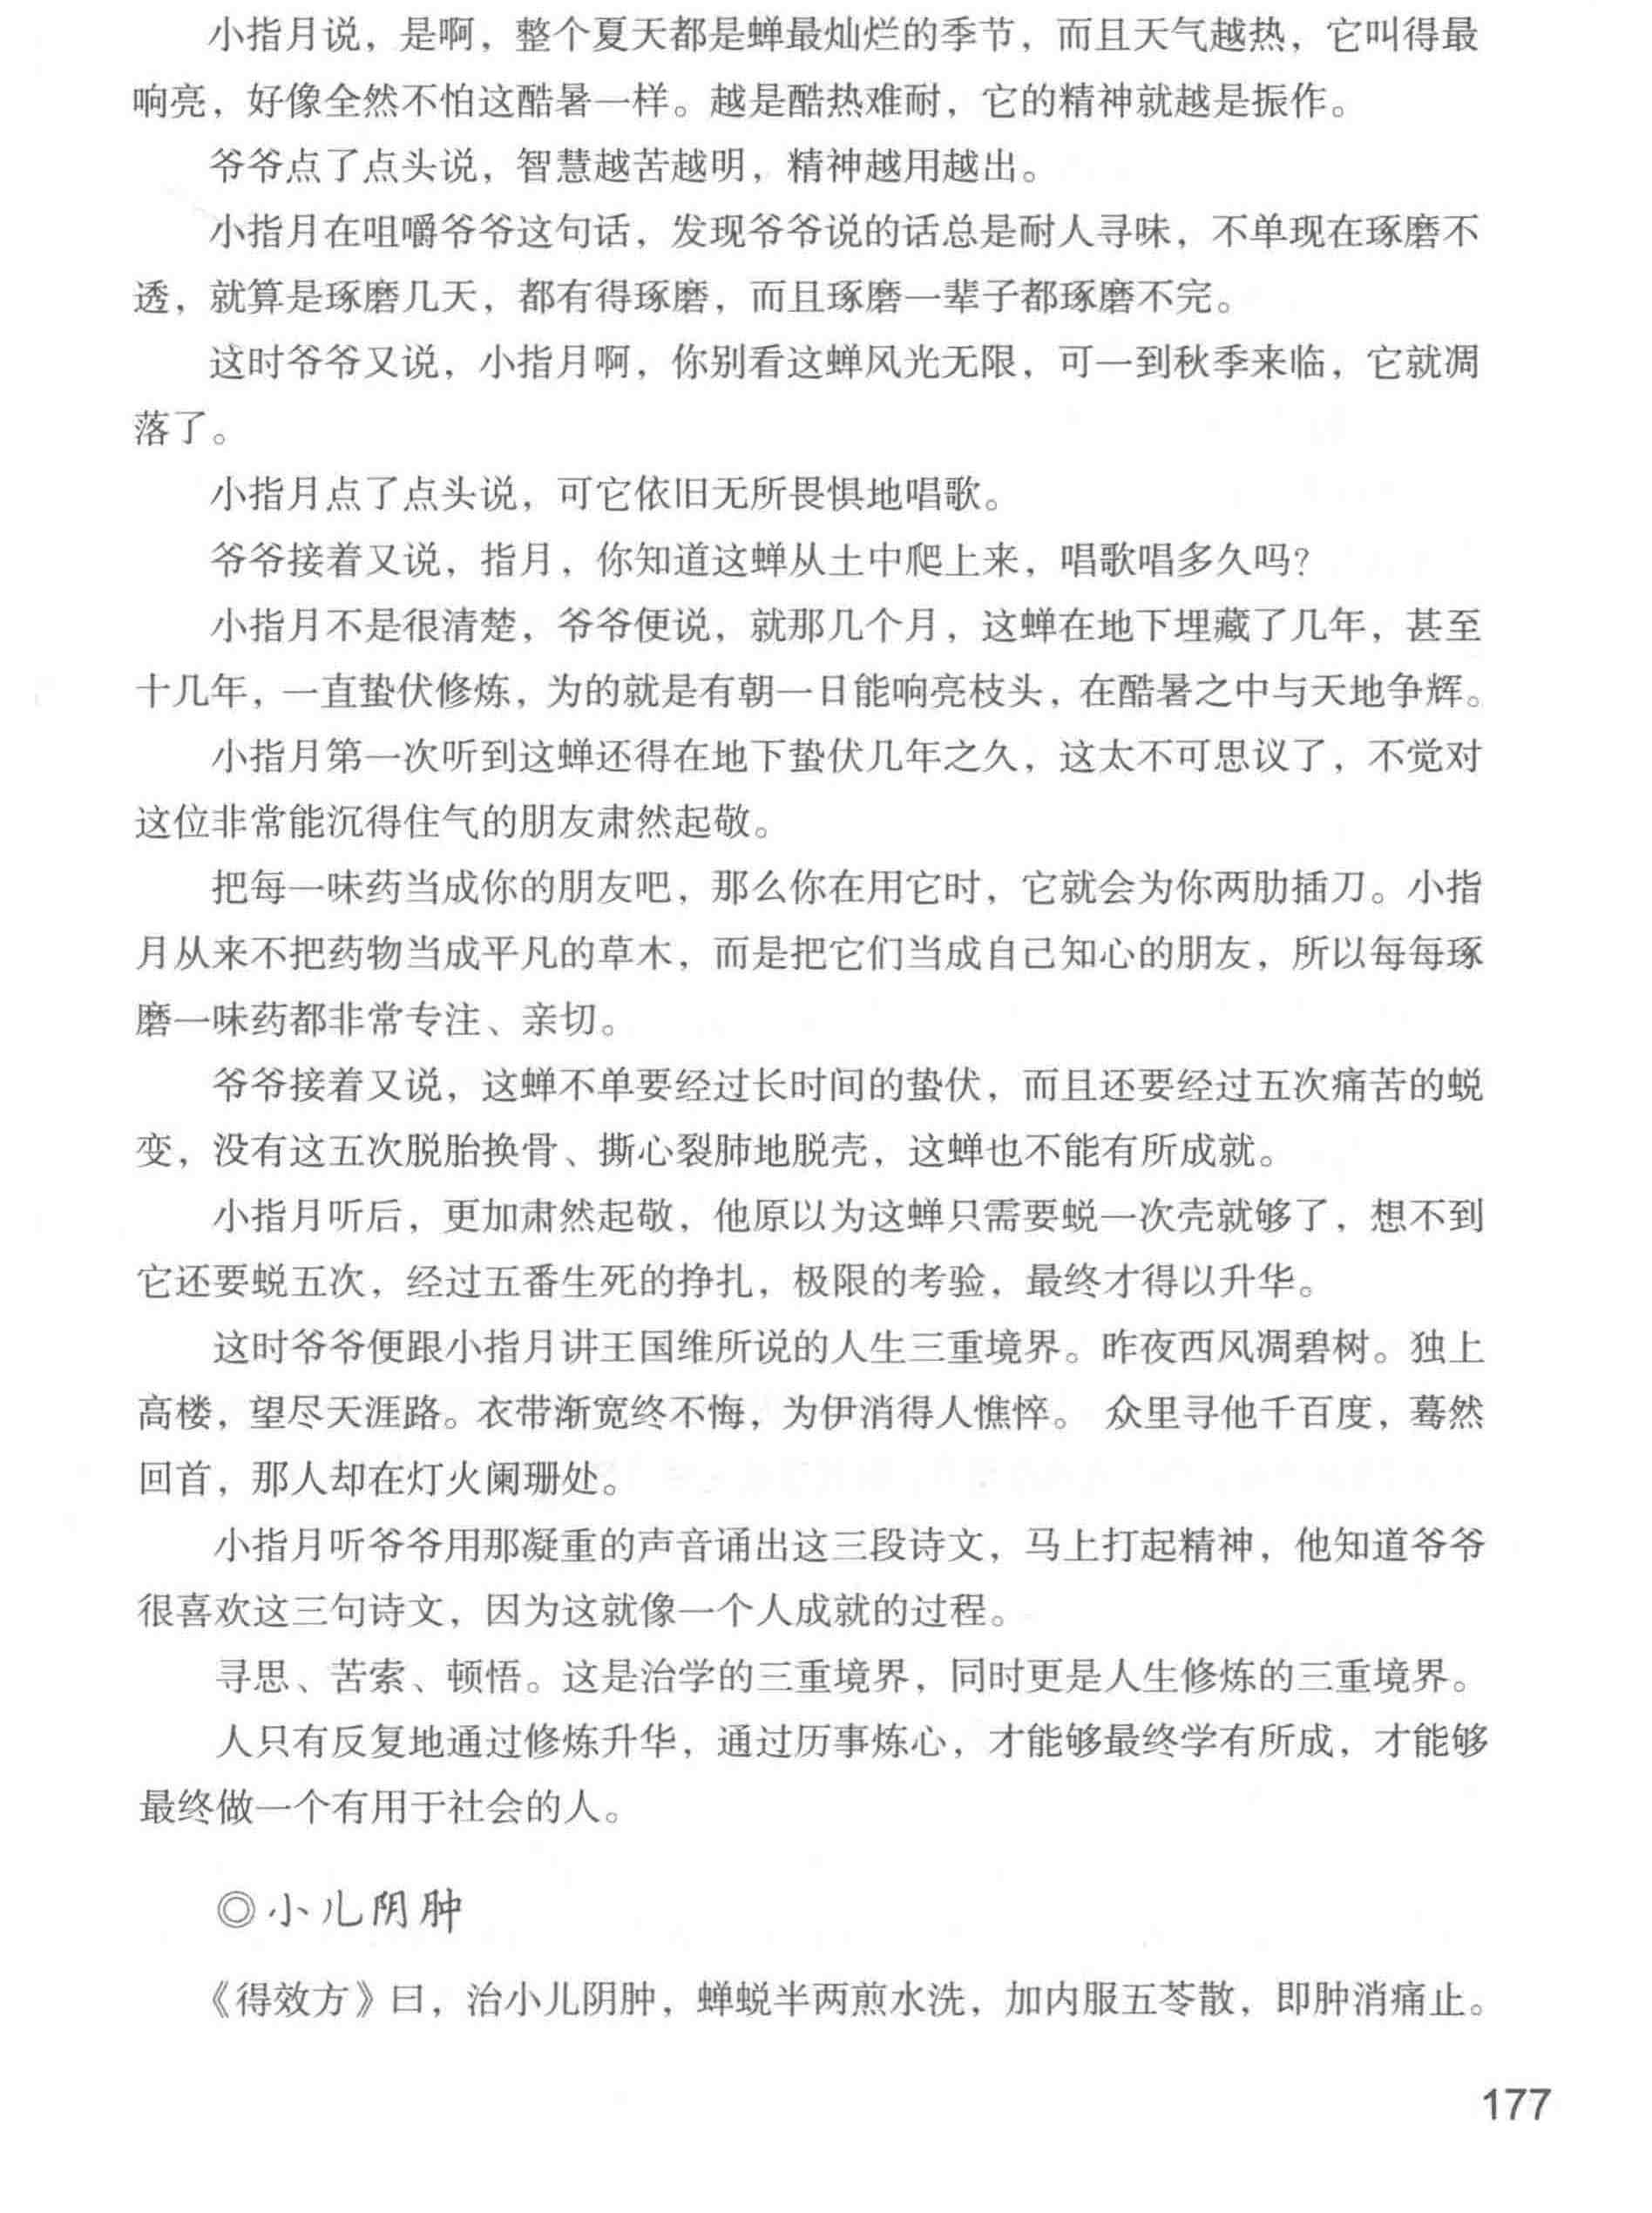 小指月说，是啊，整个夏天都是蝉最灿烂的季节，而且天气越热，它叫得最
响亮，好像全然不怕这酷暑一样。越是酷热难耐，它的精神就越是振作。
爷爷点了点头说，智慧越苦越明，精神越用越出。
小指月在咀嚼爷爷这句话，发现爷爷说的话总是耐人寻味，不单现在琢磨不
透，就算是琢磨几天，都有得琢磨，而且琢磨一辈子都琢磨不完。
这时爷爷又说，小指月啊，你别看这蝉风光无限，可一到秋季来临，它就凋
落了。
小指月点了点头说，可它依旧无所畏惧地唱歌。
爷爷接着又说，指月，你知道这蝉从土中爬上来，唱歌唱多久吗？
小指月不是很清楚，爷爷便说，就那几个月，这蝉在地下埋藏了几年，甚至
十几年，一直蛰伏修炼，为的就是有朝一日能响亮枝头，在酷暑之中与天地争辉。
小指月第一次听到这蝉还得在地下蛰伏几年之久，这太不可思议了，不觉对
这位非常能沉得住气的朋友肃然起敬。
把每一味药当成你的朋友吧，那么你在用它时，它就会为你两肋插刀。小指
月从来不把药物当成平凡的草木，而是把它们当成自己知心的朋友，所以每每琢
磨一味药都非常专注、亲切。
爷爷接着又说，这蝉不单要经过长时间的蛰伏，而且还要经过五次痛苦的蜕
变，没有这五次脱胎换骨、撕心裂肺地脱壳，这蝉也不能有所成就。
小指月听后，更加肃然起敬，他原以为这蝉只需要蜕一次壳就够了，想不到
它还要蜕五次，经过五番生死的挣扎，极限的考验，最终才得以升华。
这时爷爷便跟小指月讲王国维所说的人生三重境界。昨夜西风凋碧树。独上
高楼，望尽天涯路。衣带渐宽终不悔，为伊消得人憔悴。 众里寻他千百度，蓦然
回首，那人却在灯火阑珊处。
小指月听爷爷用那凝重的声音诵出这三段诗文，马上打起精神，他知道爷爷
很喜欢这三句诗文，因为这就像一个人成就的过程。
寻思、苦索、顿悟。这是治学的三重境界，同时更是人生修炼的三重境界。
人只有反复地通过修炼升华，通过历事炼心，才能够最终学有所成，才能够
最终做一个有用于社会的人。
◎小儿阴肿
《得效方》曰，治小儿阴肿，蝉蜕半两煎水洗，加内服五苓散，即肿消痛止。
177